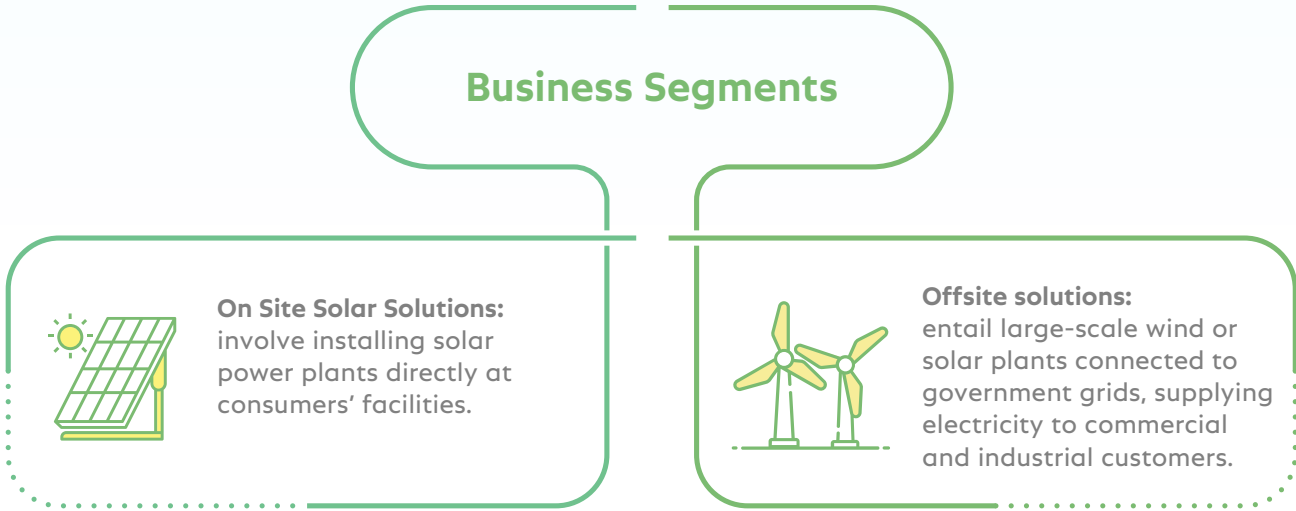 Business Segments
On Site Solar Solutions:
involve installing solar
power plants directly at
consumers’ facilities.
Offsite solutions:
entail large-scale wind or
solar plants connected to
government grids, supplying
electricity to commercial
and industrial customers.